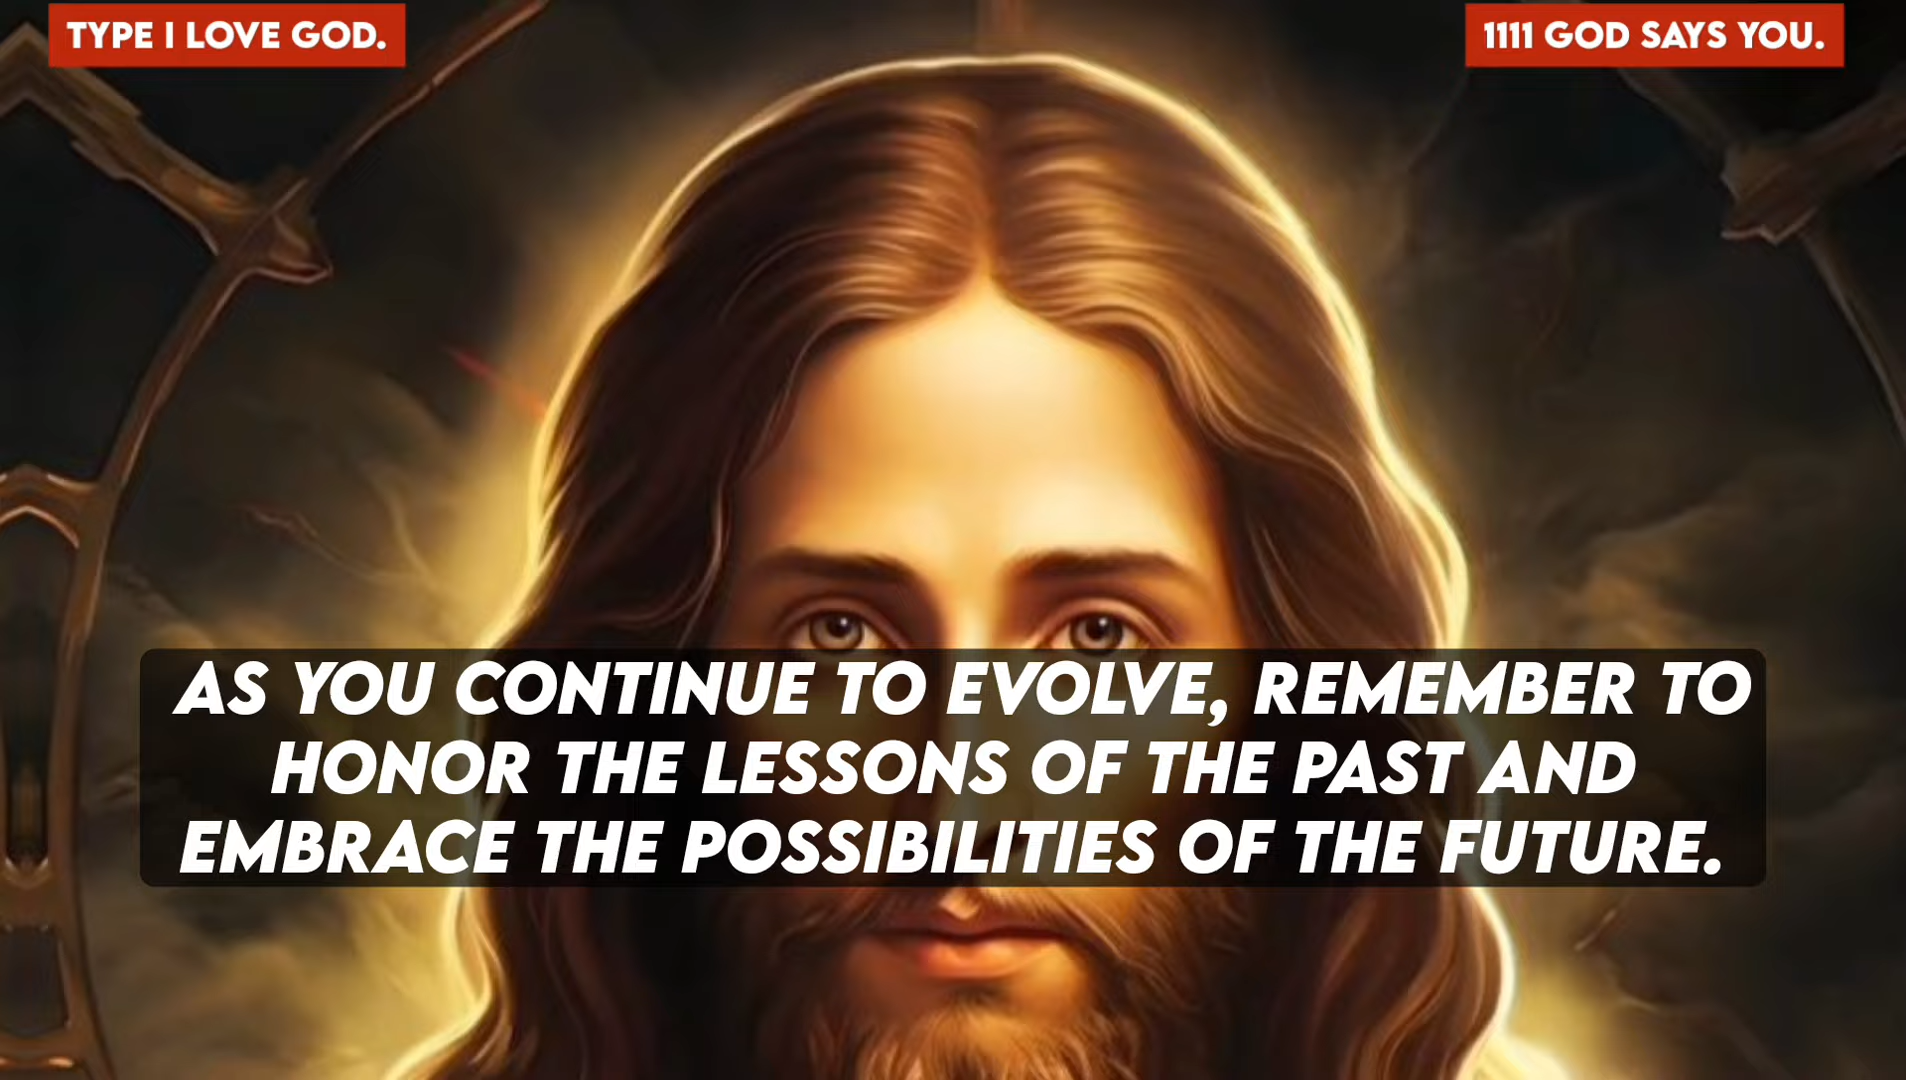 TYPE I LOVE GOD.
1111 GOD SAYS YOU.
AS YOU CONTINUE TO EVOLVE, REMEMBER TO
HONOR THE LESSONS OF THE PAST AND
EMBRACE THE POSSIBILITIES OF THE FUTURE.